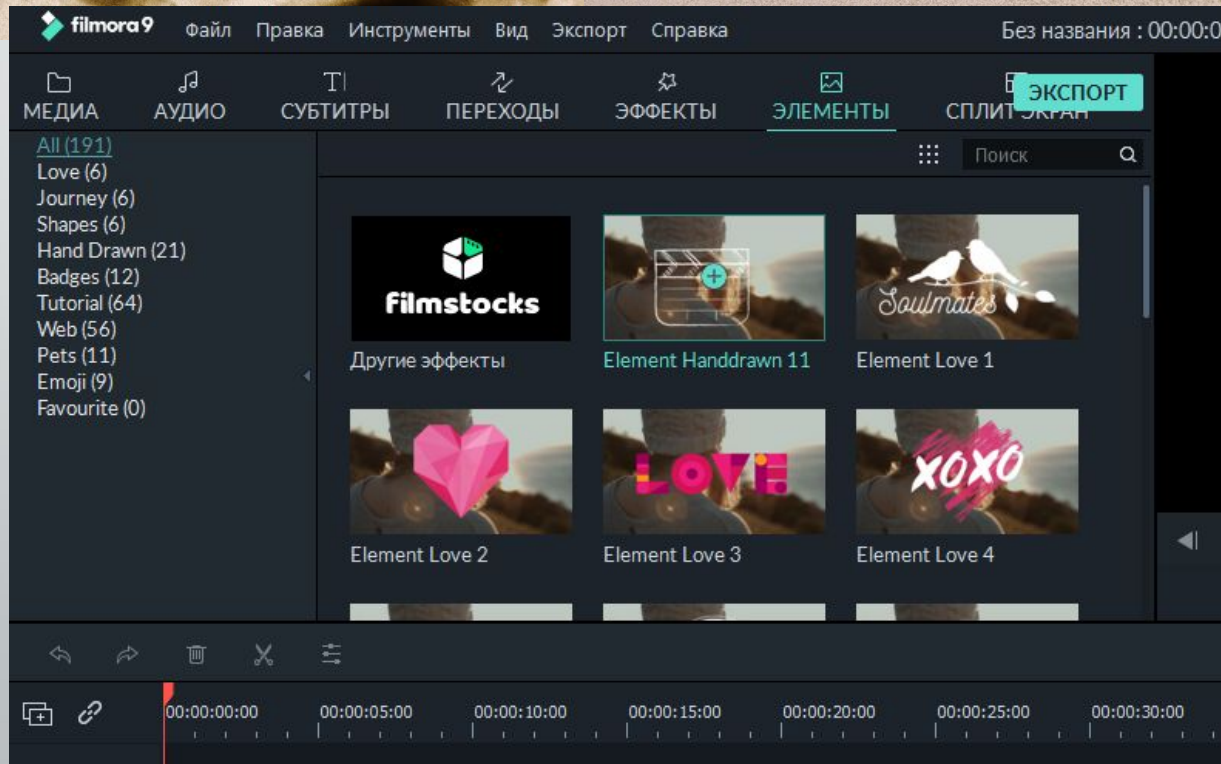 filmora9 Файл Правка Инструменты Вид Экспорт Справка Без названия : 00:00:0
МЕДИА АУДИО СУБТИТРЫ ПЕРЕХОДЫ ЭФФЕКТЫ ЭЛЕМЕНТЫ СПЛИТ ЭКРАН ЭКСПОРТ
All (191)
Love (6)
Journey (6)
Shapes (6)
Hand Drawn (21)
Badges (12)
Tutorial (64)
Web (56)
Pets (11)
Emoji (9)
Favourite (0)
Поиск
filmstocks
Soulmates
Другие эффекты Element Handdrawn 11 Element Love 1
LOVE
XOXO
Element Love 2 Element Love 3 Element Love 4
00:00:00:00 00:00:05:00 00:00:10:00 00:00:15:00 00:00:20:00 00:00:25:00 00:00:30:00